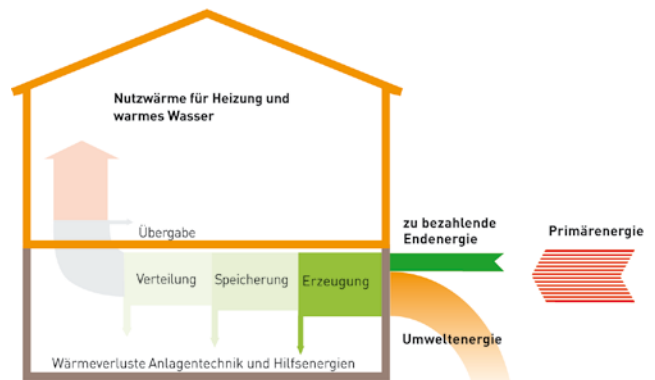 Nutzwärme für Heizung und
warmes Wasser
Übergabe
zu bezahlende
Endenergie
Primärenergie
Verteilung
Speicherung
Erzeugung
Umweltenergie
Wärmeverluste Anlagentechnik und Hilfsenergien